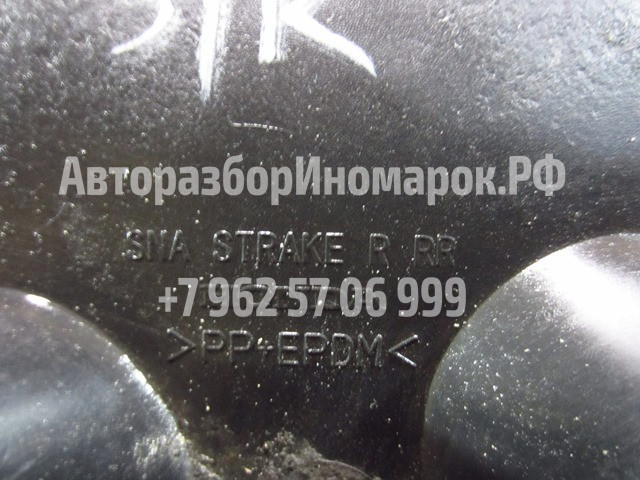 АвторазборИномарок.РФ
SNA STRAKE R RR
+7 962 57 06 999
>PP+EPDM<